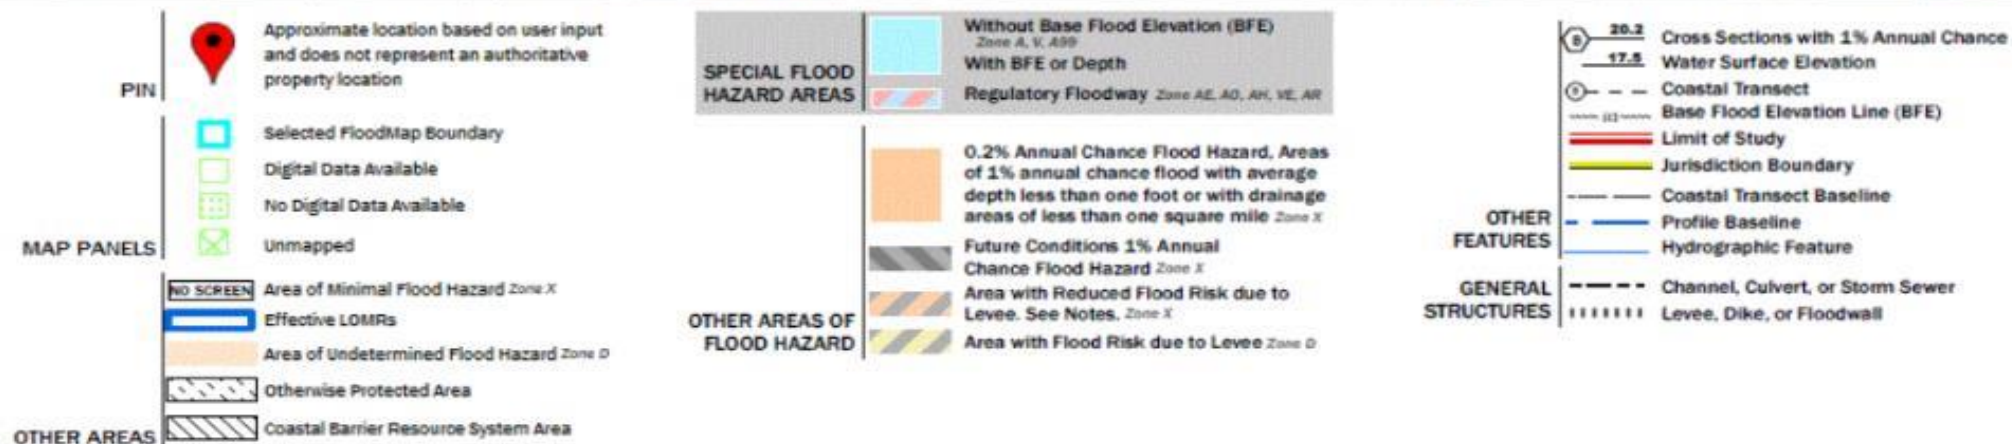 PIN
Approximate location based on user input
and does not represent an authoritative
property location
MAP PANELS
Selected FloodMap Boundary
Digital Data Available
No Digital Data Available
Unmapped
OTHER AREAS
NO SCREEN Area of Minimal Flood Hazard Zone X
Effective LOMRs
Area of Undetermined Flood Hazard Zone D
Otherwise Protected Area
Coastal Barrier Resource System Area
SPECIAL FLOOD
HAZARD AREAS
Without Base Flood Elevation (BFE)
Zone A, V, A99
With BFE or Depth
Regulatory Floodway Zone AE, AO, AH, VE, AR
OTHER AREAS OF
FLOOD HAZARD
0.2% Annual Chance Flood Hazard, Areas
of 1% annual chance flood with average
depth less than one foot or with drainage
areas of less than one square mile Zone X
Future Conditions 1% Annual
Chance Flood Hazard Zone X
Area with Reduced Flood Risk due to
Levee. See Notes. Zone X
Area with Flood Risk due to Levee Zone D
OTHER
FEATURES
20.2 Cross Sections with 1% Annual Chance
17.5 Water Surface Elevation
Coastal Transect
Base Flood Elevation Line (BFE)
Limit of Study
Jurisdiction Boundary
Coastal Transect Baseline
Profile Baseline
Hydrographic Feature
GENERAL
STRUCTURES
Channel, Culvert, or Storm Sewer
Levee, Dike, or Floodwall